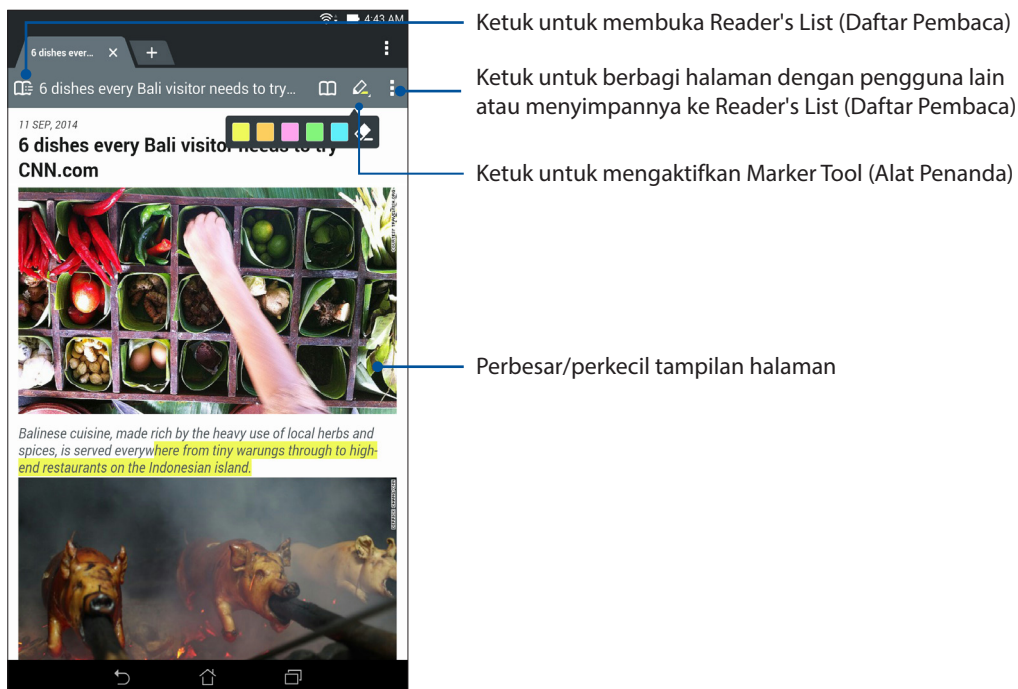 4:43 AM
6 dishes ever...
6 dishes every Bali visitor needs to try...
11 SEP, 2014
6 dishes every Bali visitor needs to try
CNN.com
Balinese cuisine, made rich by the heavy use of local herbs and
spices, is served everywhere from tiny warungs through to high-
end restaurants on the Indonesian island.
Ketuk untuk membuka Reader's List (Daftar Pembaca)
Ketuk untuk berbagi halaman dengan pengguna lain
atau menyimpannya ke Reader's List (Daftar Pembaca)
Ketuk untuk mengaktifkan Marker Tool (Alat Penanda)
Perbesar/perkecil tampilan halaman